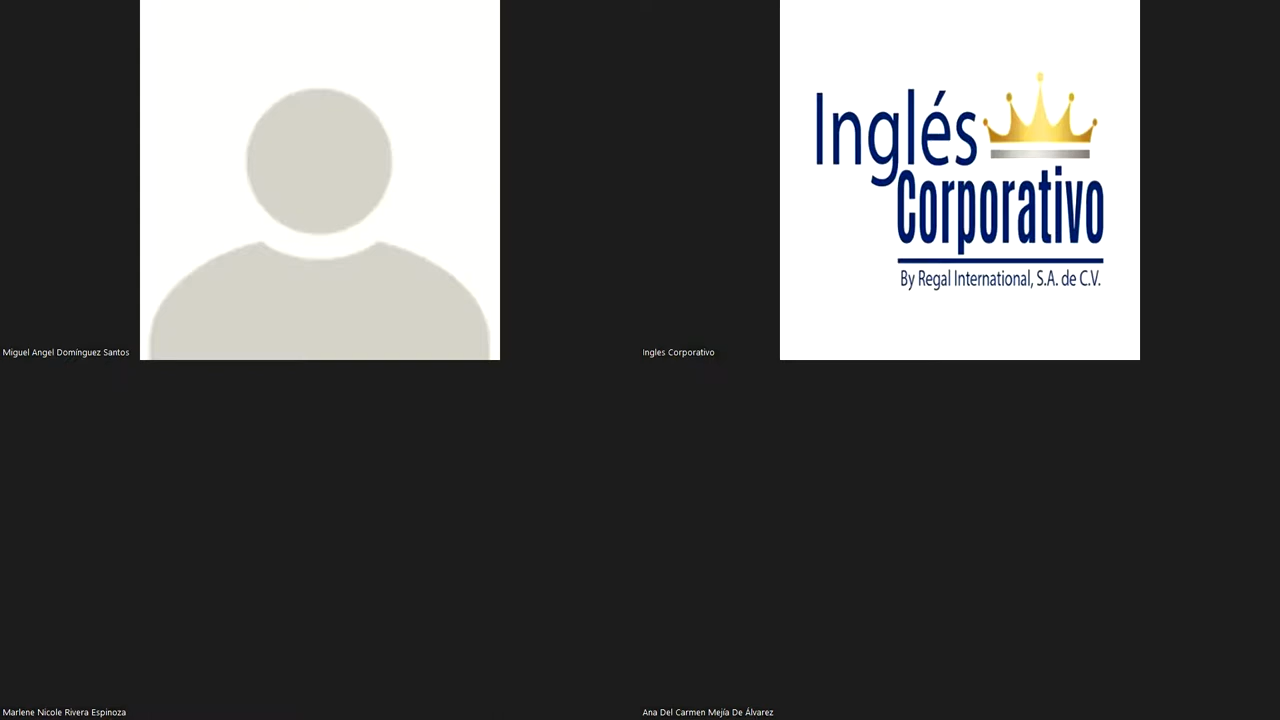 Inglés
Corporativo
By Regal International, S.A. de C.V.
Miguel Angel Domínguez Santos
Ingles Corporativo
Marlene Nicole Rivera Espinoza
Ana Del Carmen Mejía De Álvarez